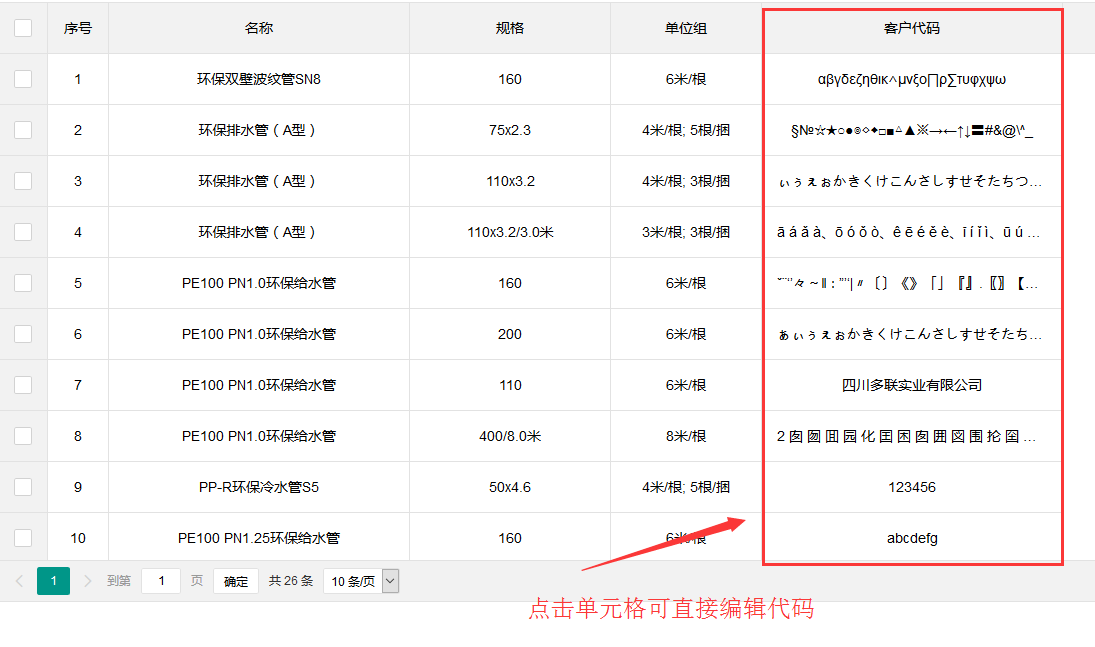 序号 名称 规格 单位组 客户代码
1 环保双壁波纹管SN8 160 6米/根 αβγδεζηθικ∧μνξο∏ρ∑τυφχψω
2 环保排水管（A型） 75x2.3 4米/根; 5根/捆 §№☆★○●◎◇◆□■△▲※→←↑↓〓#&@\^_
3 环保排水管（A型） 110x3.2 4米/根; 3根/捆 ぃぅぇぉかきくけこんさしすせそたちつ…
4 环保排水管（A型） 110x3.2/3.0米 3米/根; 3根/捆 āáǎà、ōóǒò、êēéěè、īíǐì、ūú…
5 PE100 PN1.0环保给水管 160 6米/根 々～‖：〃〔〕《》「」『』．〖〗【…
6 PE100 PN1.0环保给水管 200 6米/根 ぁぃぅぇぉかきくけこんさしすせそたち…
7 PE100 PN1.0环保给水管 110 6米/根 四川多联实业有限公司
8 PE100 PN1.0环保给水管 400/8.0米 8米/根 2 园 化 囯 困 囱 围 抡…
9 PP-R环保冷水管S5 50x4.6 4米/根; 5根/捆 123456
10 PE100 PN1.25环保给水管 160 6米/根 abcdefg
1 到第 1 页 确定 共 26 条 10 条/页
点击单元格可直接编辑代码